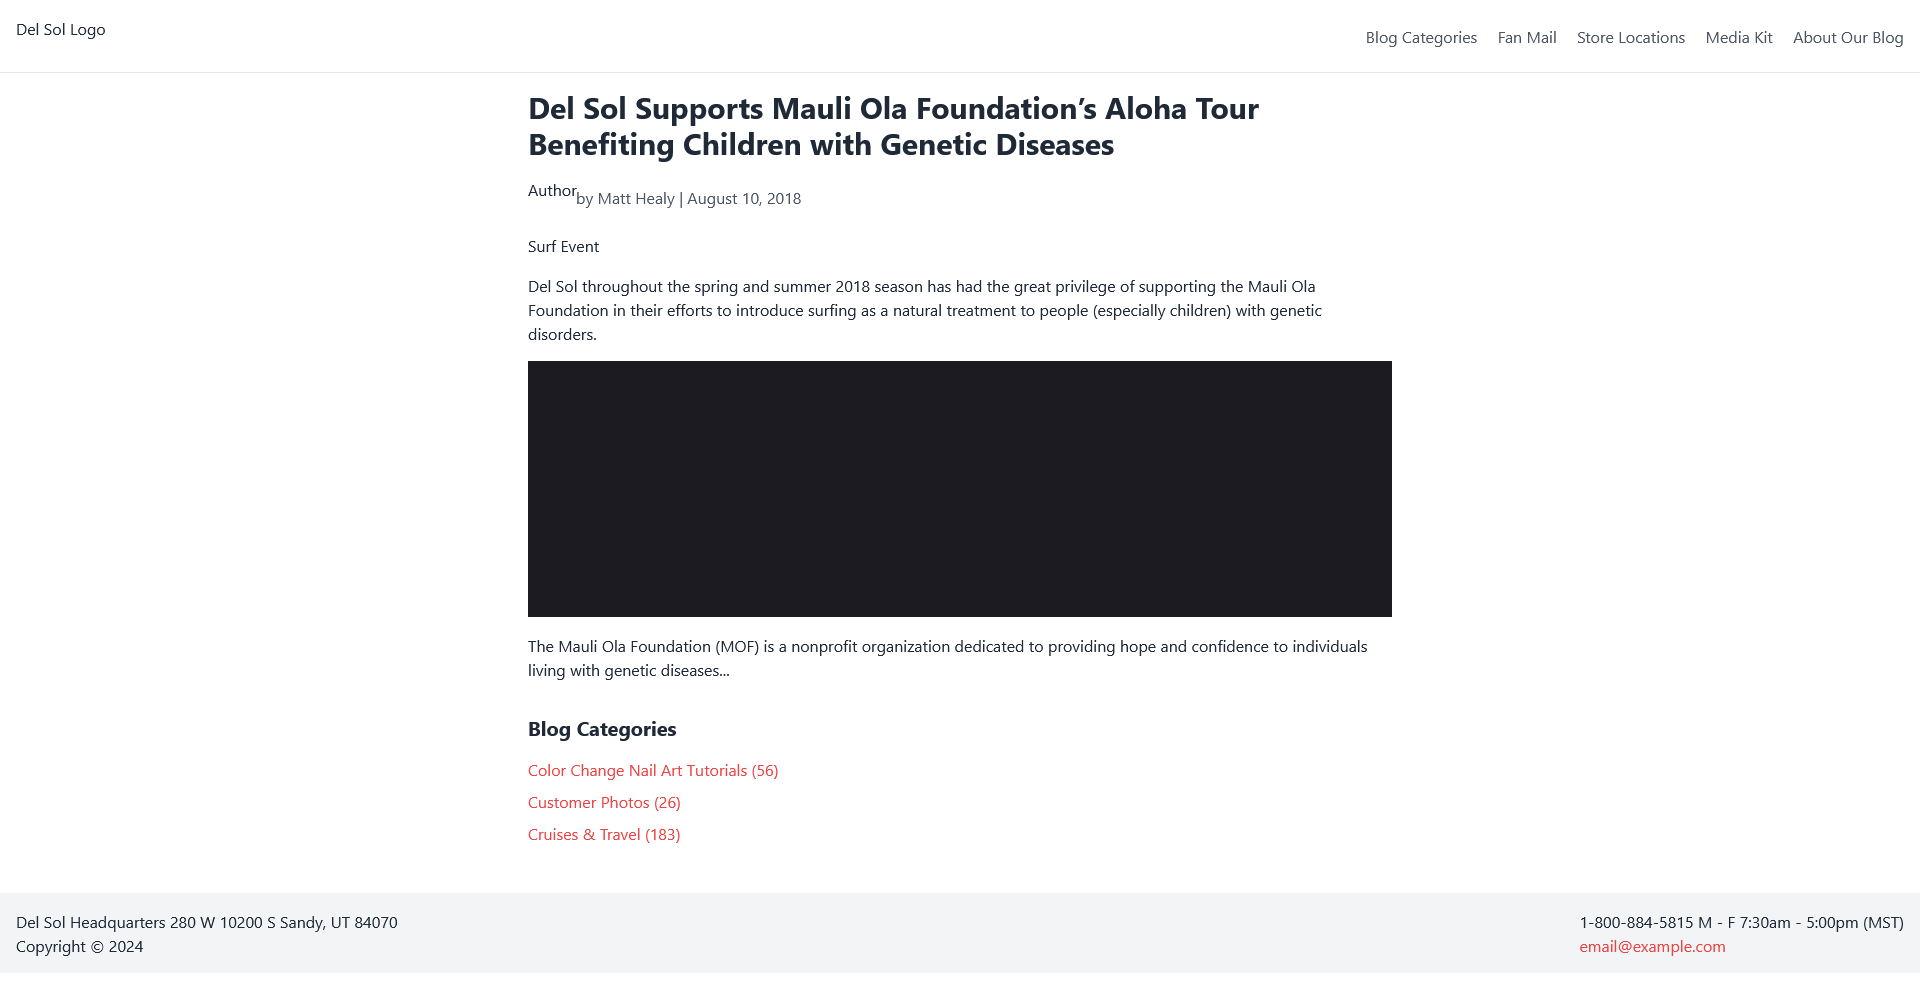 Del Sol Logo
Blog Categories
Fan Mail
Store Locations
Media Kit
About Our Blog
Del Sol Supports Mauli Ola Foundation’s Aloha Tour
Benefiting Children with Genetic Diseases
Author
by Matt Healy | August 10, 2018
Surf Event
Del Sol throughout the spring and summer 2018 season has had the great privilege of supporting the Mauli Ola
Foundation in their efforts to introduce surfing as a natural treatment to people (especially children) with genetic
disorders.
The Mauli Ola Foundation (MOF) is a nonprofit organization dedicated to providing hope and confidence to individuals
living with genetic diseases...
Blog Categories
Color Change Nail Art Tutorials (56)
Customer Photos (26)
Cruises & Travel (183)
Del Sol Headquarters 280 W 10200 S Sandy, UT 84070
Copyright © 2024
1-800-884-5815 M - F 7:30am - 5:00pm (MST)
email@example.com